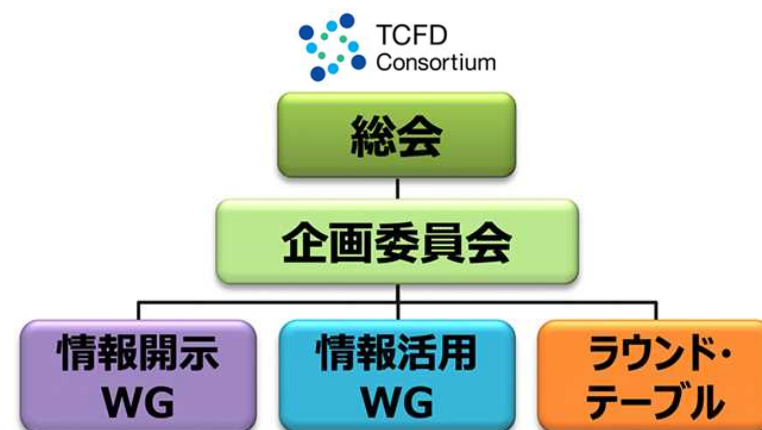 TCFD
Consortium
総会
企画委員会
情報開示
WG
情報活用
WG
ラウンド・
テーブル